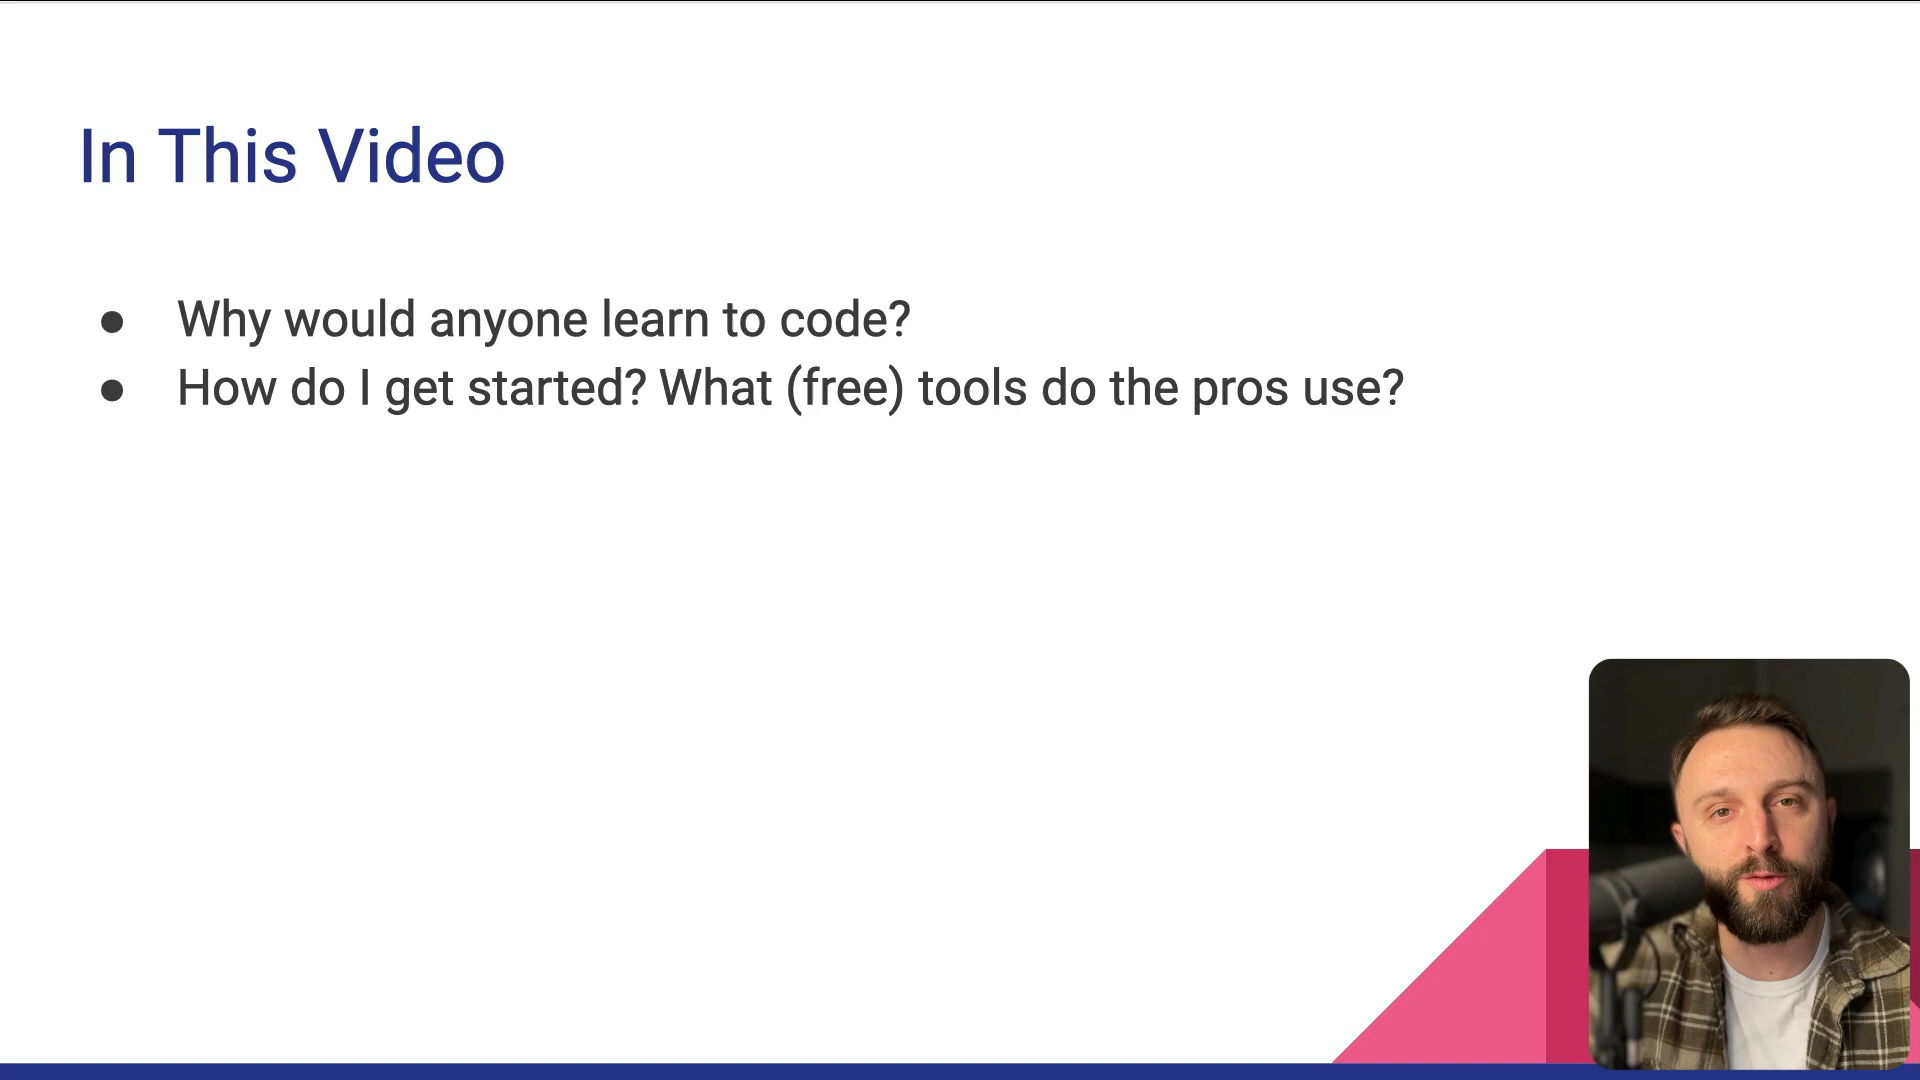 In This Video
● Why would anyone learn to code?
● How do I get started? What (free) tools do the pros use?